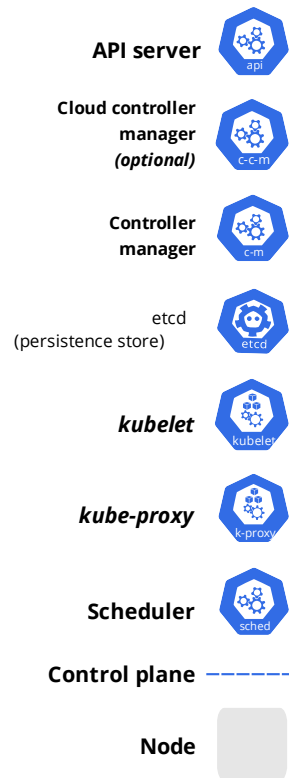 API server
api
Cloud controller
manager
(optional)
c-c-m
Controller
manager
c-m
etcd
(persistence store)
etcd
kubelet
kubelet
kube-proxy
k-proxy
Scheduler
sched
Control plane
Node